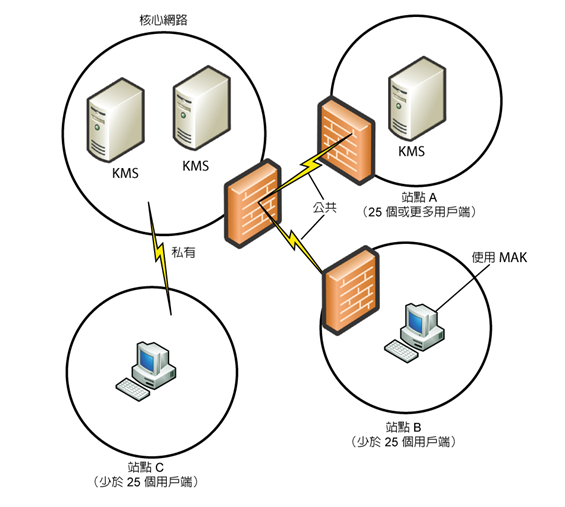 核心網路
KMS
KMS
KMS
站點 A
（25 個或更多用戶端）
公共
私有
使用 MAK
站點 C
（少於 25 個用戶端）
站點 B
（少於 25 個用戶端）